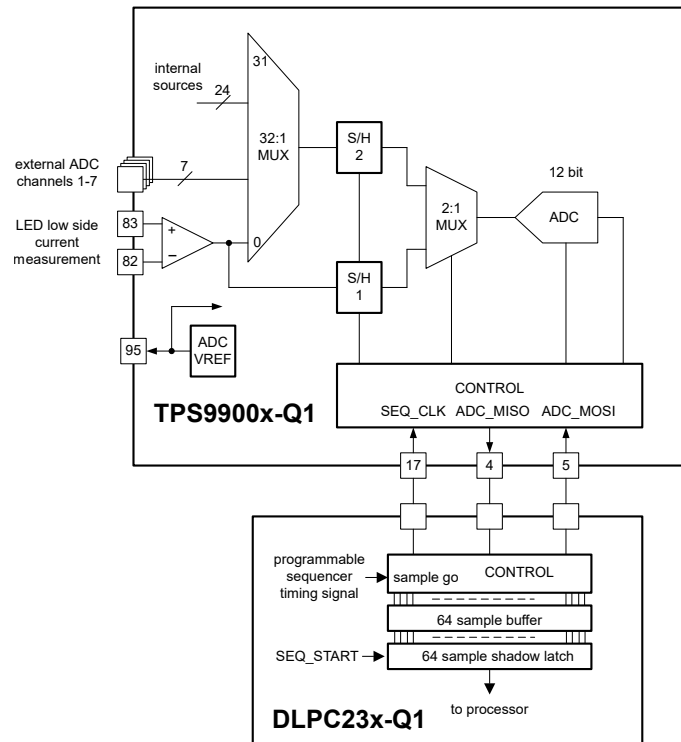 internal
sources
24
31
32:1
MUX
0
external ADC
channels 1-7
7
LED low side
current
measurement
83
82
+
−
S/H
2
S/H
1
2:1
MUX
12 bit
ADC
95
ADC
VREF
TPS9900x-Q1
CONTROL
SEQ_CLK ADC_MISO ADC_MOSI
17
4
5
programmable
sequencer
timing signal
sample go
CONTROL
64 sample buffer
SEQ_START
64 sample shadow latch
to processor
DLPC23x-Q1